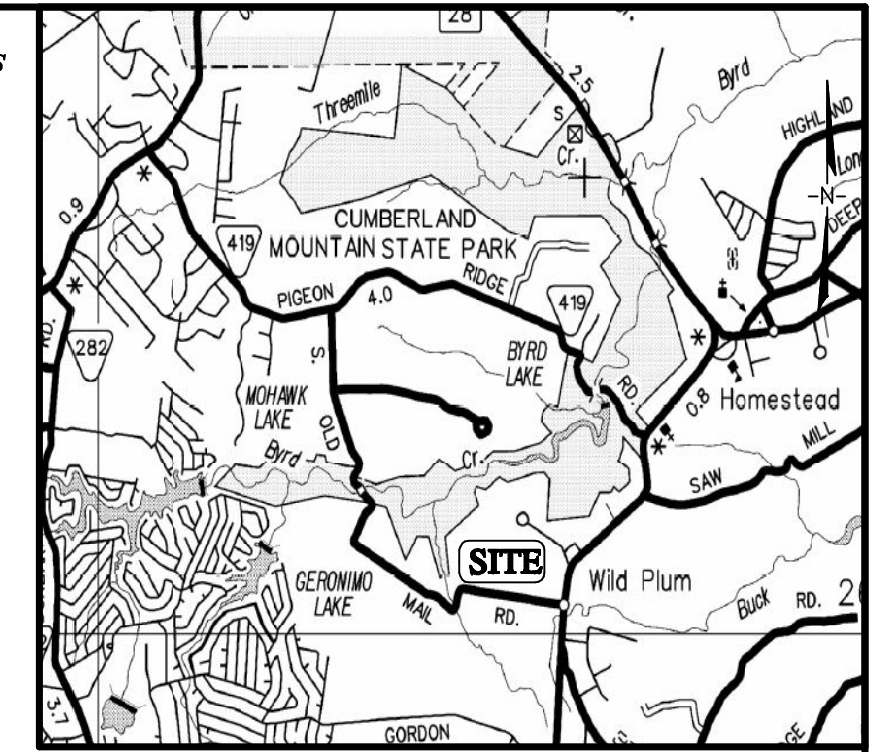 S
28
2.5
Byrd
Threemile
S
Cr.
HIGHLAND
N
DEEP
0.9
CUMBERLAND
MOUNTAIN STATE PARK
419
RIDGE
PIGEON
4.0
419
RD.
282
S.
BYRD
LAKE
RD.
MOHAWK
LAKE
OLD
0.8
Homestead
Byrd
Cr.
SAW
MILL
SITE
GERONIMO
LAKE
Wild Plum
MAIL
RD.
Buck
RD.
3.7
GORDON